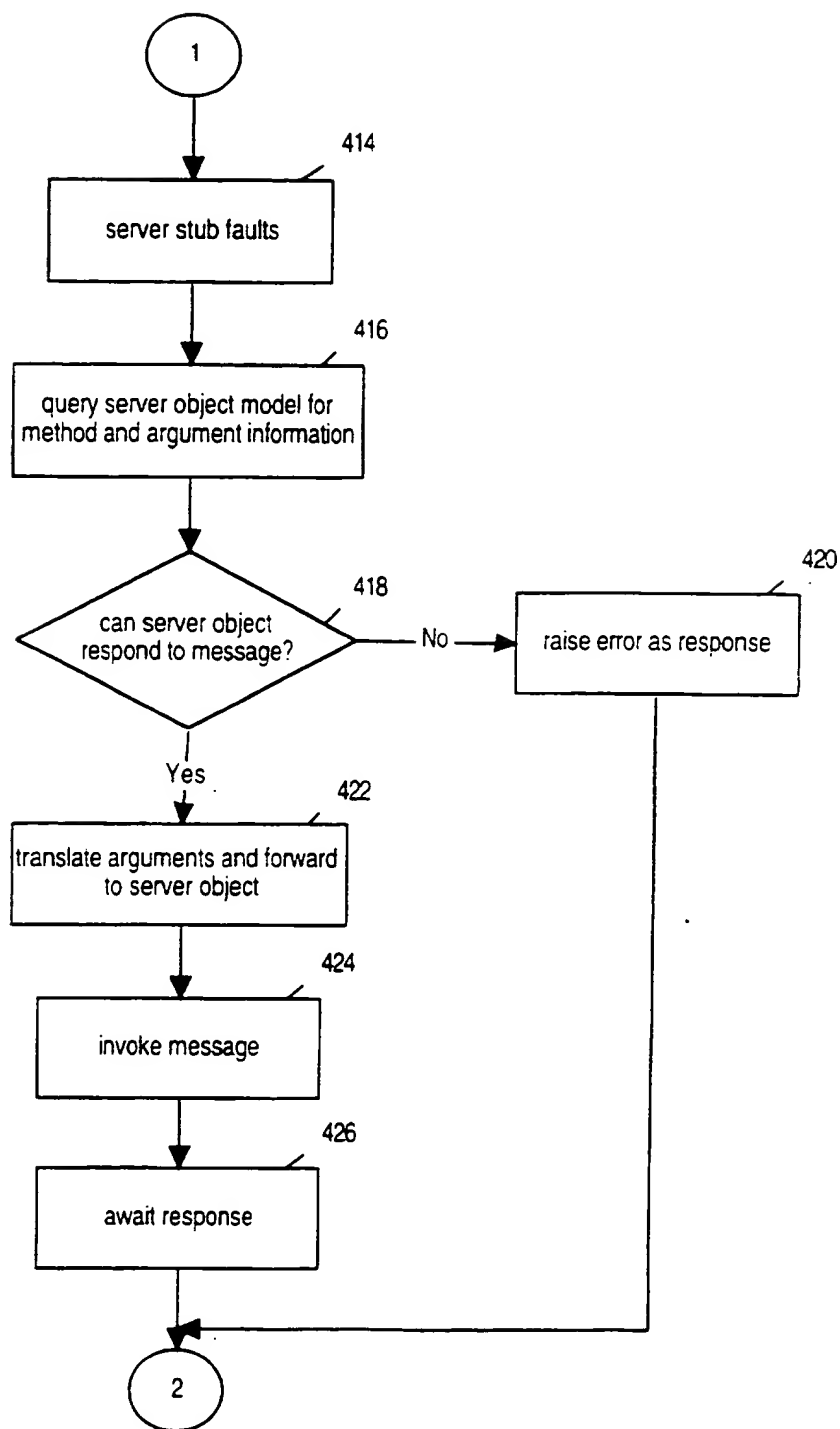 1
414
server stub faults
416
query server object model for
method and argument information
418
can server object
respond to message?
No
420
raise error as response
Yes
422
translate arguments and forward
to server object
424
invoke message
426
await response
2